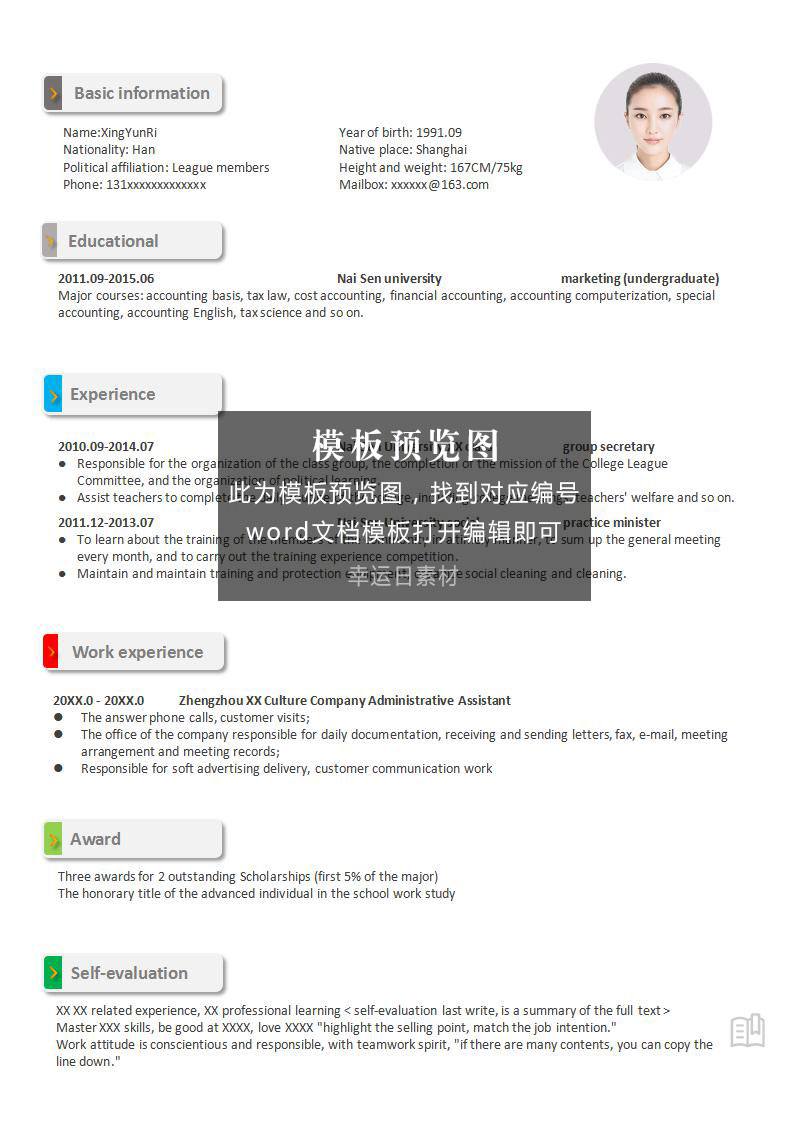 Basic information
Name:XingYunRi Year of birth: 1991.09
Nationality: Han Native place: Shanghai
Political affiliation: League members Height and weight: 167CM/75kg
Phone: 131xxxxxxxxxxxxx Mailbox: xxxxxx@163.com
Educational
2011.09-2015.06 Nai Sen university marketing (undergraduate)
Major courses: accounting basis, tax law, cost accounting, financial accounting, accounting computerization, special
accounting, accounting English, tax science and so on.
Experience
2010.09-2014.07 group secretary
模板预览图
● Responsible for the organization of the class group, the completion of the mission of the College League
Committee, and the organization of political learning.
此为模板预览图，找到对应编号
● Assist teachers to complete teachers' welfare and so on.
2011.12-2013.07 Nai Sen University social practice minister
word文档模板打开编辑即可
● To learn about the training of the members of sum up the general meeting
every month, and to carry out the training experience competition.
● Maintain and maintain training and protection social cleaning and cleaning.
幸运日素材
Work experience
20XX.0 - 20XX.0 Zhengzhou XX Culture Company Administrative Assistant
● The answer phone calls, customer visits;
● The office of the company responsible for daily documentation, receiving and sending letters, fax, e-mail, meeting
arrangement and meeting records;
● Responsible for soft advertising delivery, customer communication work
Award
Three awards for 2 outstanding Scholarships (first 5% of the major)
The honorary title of the advanced individual in the school work study
Self-evaluation
XX XX related experience, XX professional learning < self-evaluation last write, is a summary of the full text >
Master XXX skills, be good at XXXX, love XXXX "highlight the selling point, match the job intention."
Work attitude is conscientious and responsible, with teamwork spirit, "if there are many contents, you can copy the
line down."